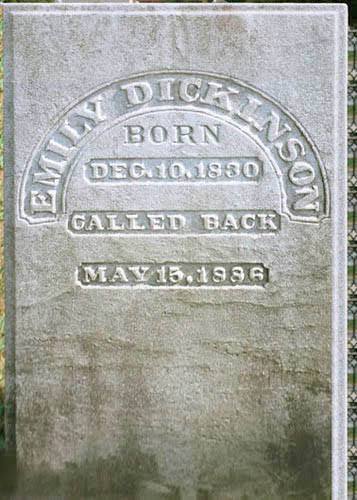 EMILY DICKINSON
BORN
DEC. 10, 1830
CALLED BACK
MAY 15, 1886